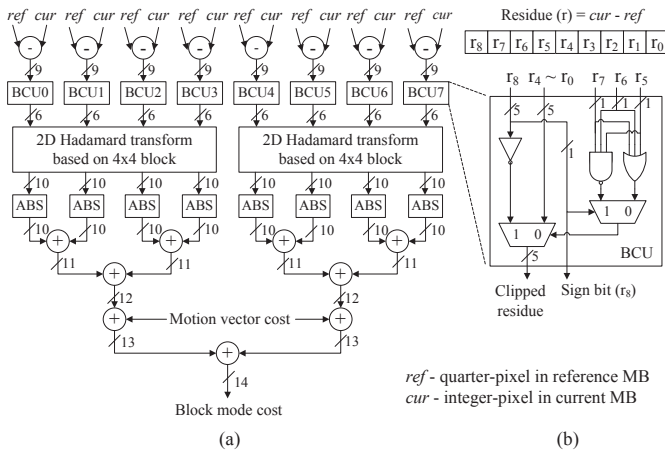 ref cur ref cur ref cur ref cur ref cur ref cur ref cur ref cur
- - - - - - - -
9 9 9 9 9 9 9 9
BCU0 BCU1 BCU2 BCU3 BCU4 BCU5 BCU6 BCU7
6 6 6 6 6 6 6 6
2D Hadamard transform based on 4x4 block
2D Hadamard transform based on 4x4 block
10 10 10 10 10 10 10 10
ABS ABS ABS ABS ABS ABS ABS ABS
10 10 10 10 10 10 10 10
+ + + +
11 11 11 11
+ +
12 12
+ Motion vector cost +
13 13
+
14
Block mode cost
(a)
Residue (r) = cur - ref
r8 r7 r6 r5 r4 r3 r2 r1 r0
r8 r4 ~ r0 r7 r6 r5
5 5 1 1 1
1
1 0 1 0
5
BCU
Clipped residue
Sign bit (r8)
ref - quarter-pixel in reference MB
cur - integer-pixel in current MB
(b)